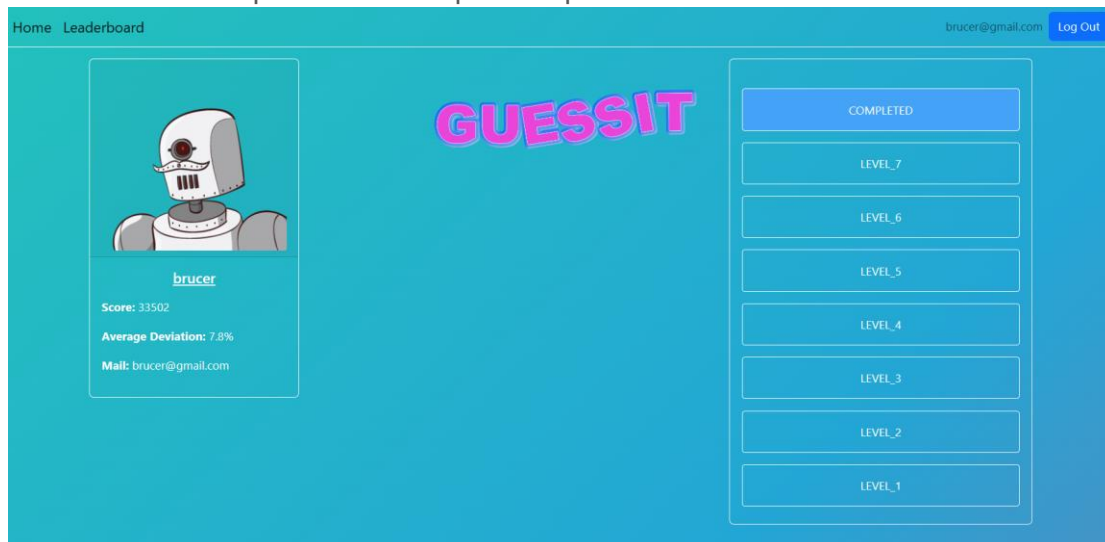 Home Leaderboard
brucer@gmail.com Log Out
GUESSIT
brucer
Score: 33502
Average Deviation: 7.8%
Mail: brucer@gmail.com
COMPLETED
LEVEL_7
LEVEL_6
LEVEL_5
LEVEL_4
LEVEL_3
LEVEL_2
LEVEL_1